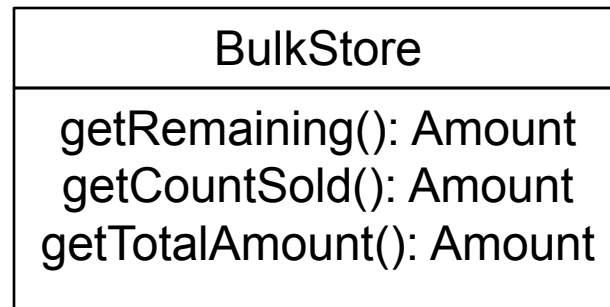 BulkStore
getRemaining(): Amount
getCountSold(): Amount
getTotalAmount(): Amount